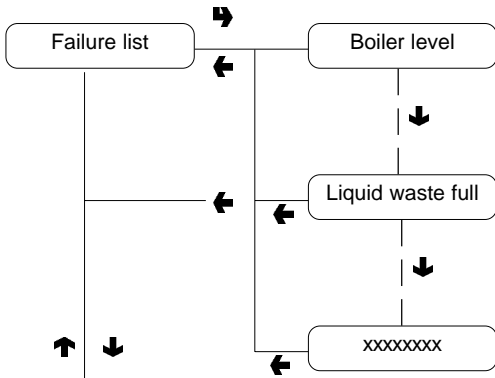 Failure list
Boiler level
Liquid waste full
xxxxxxxx